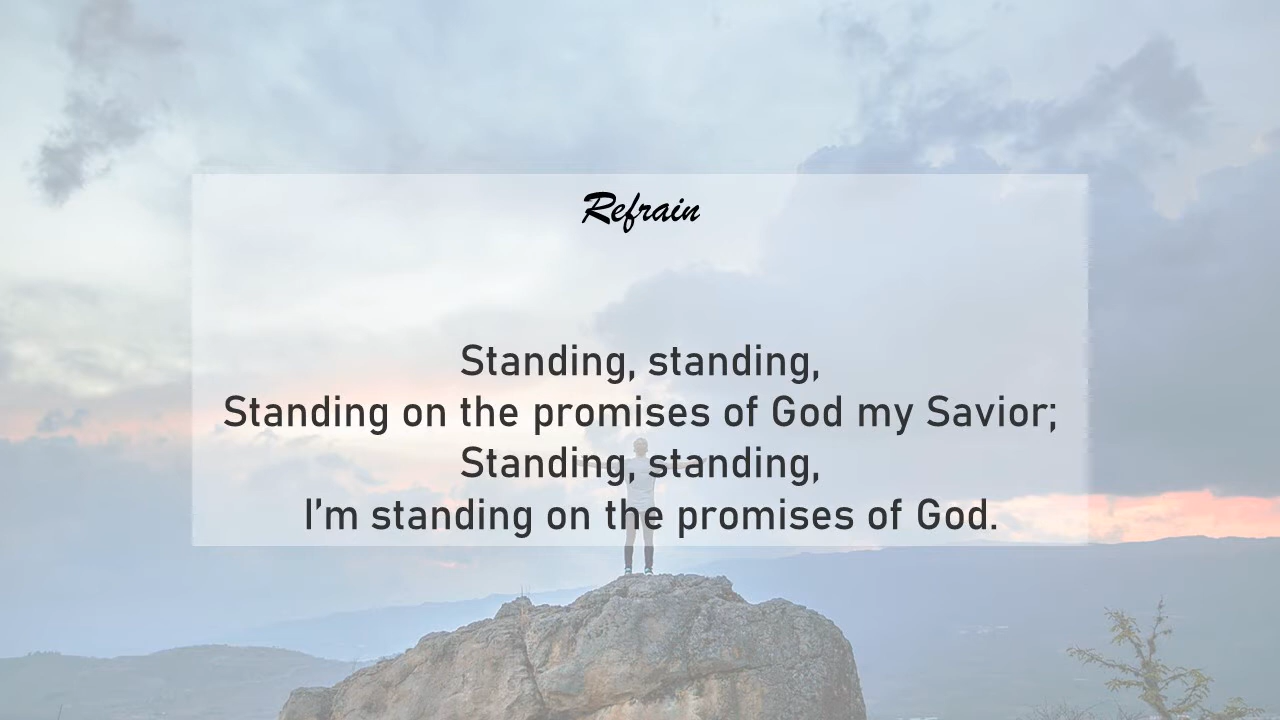 Refrain
Standing, standing,
Standing on the promises of God my Savior;
Standing, standing,
I’m standing on the promises of God.